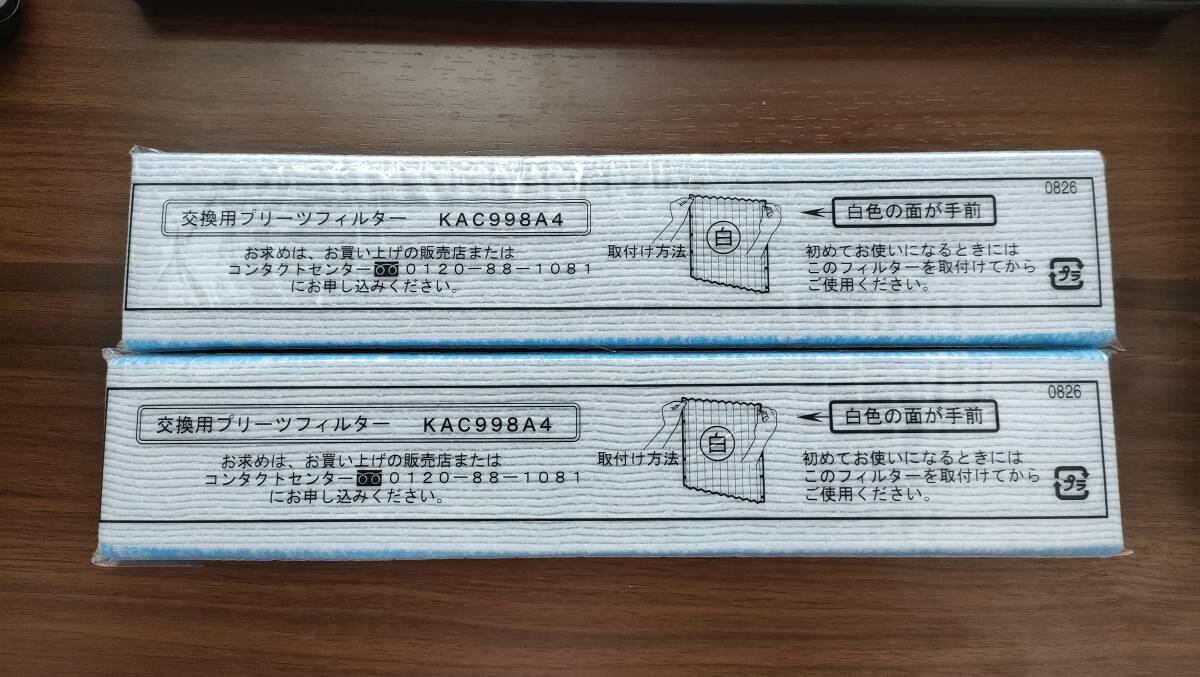 0826
交換用プリーツフィルター KAC998A4
白色の面が手前
白
お求めは、お買い上げの販売店または
コンタクトセンター 0120-88-1081
にお申し込みください。
取付け方法
初めてお使いになるときには
このフィルターを取付けてから
ご使用ください。
プラ
0826
交換用プリーツフィルター KAC998A4
白色の面が手前
白
お求めは、お買い上げの販売店または
コンタクトセンター 0120-88-1081
にお申し込みください。
取付け方法
初めてお使いになるときには
このフィルターを取付けてから
ご使用ください。
プラ